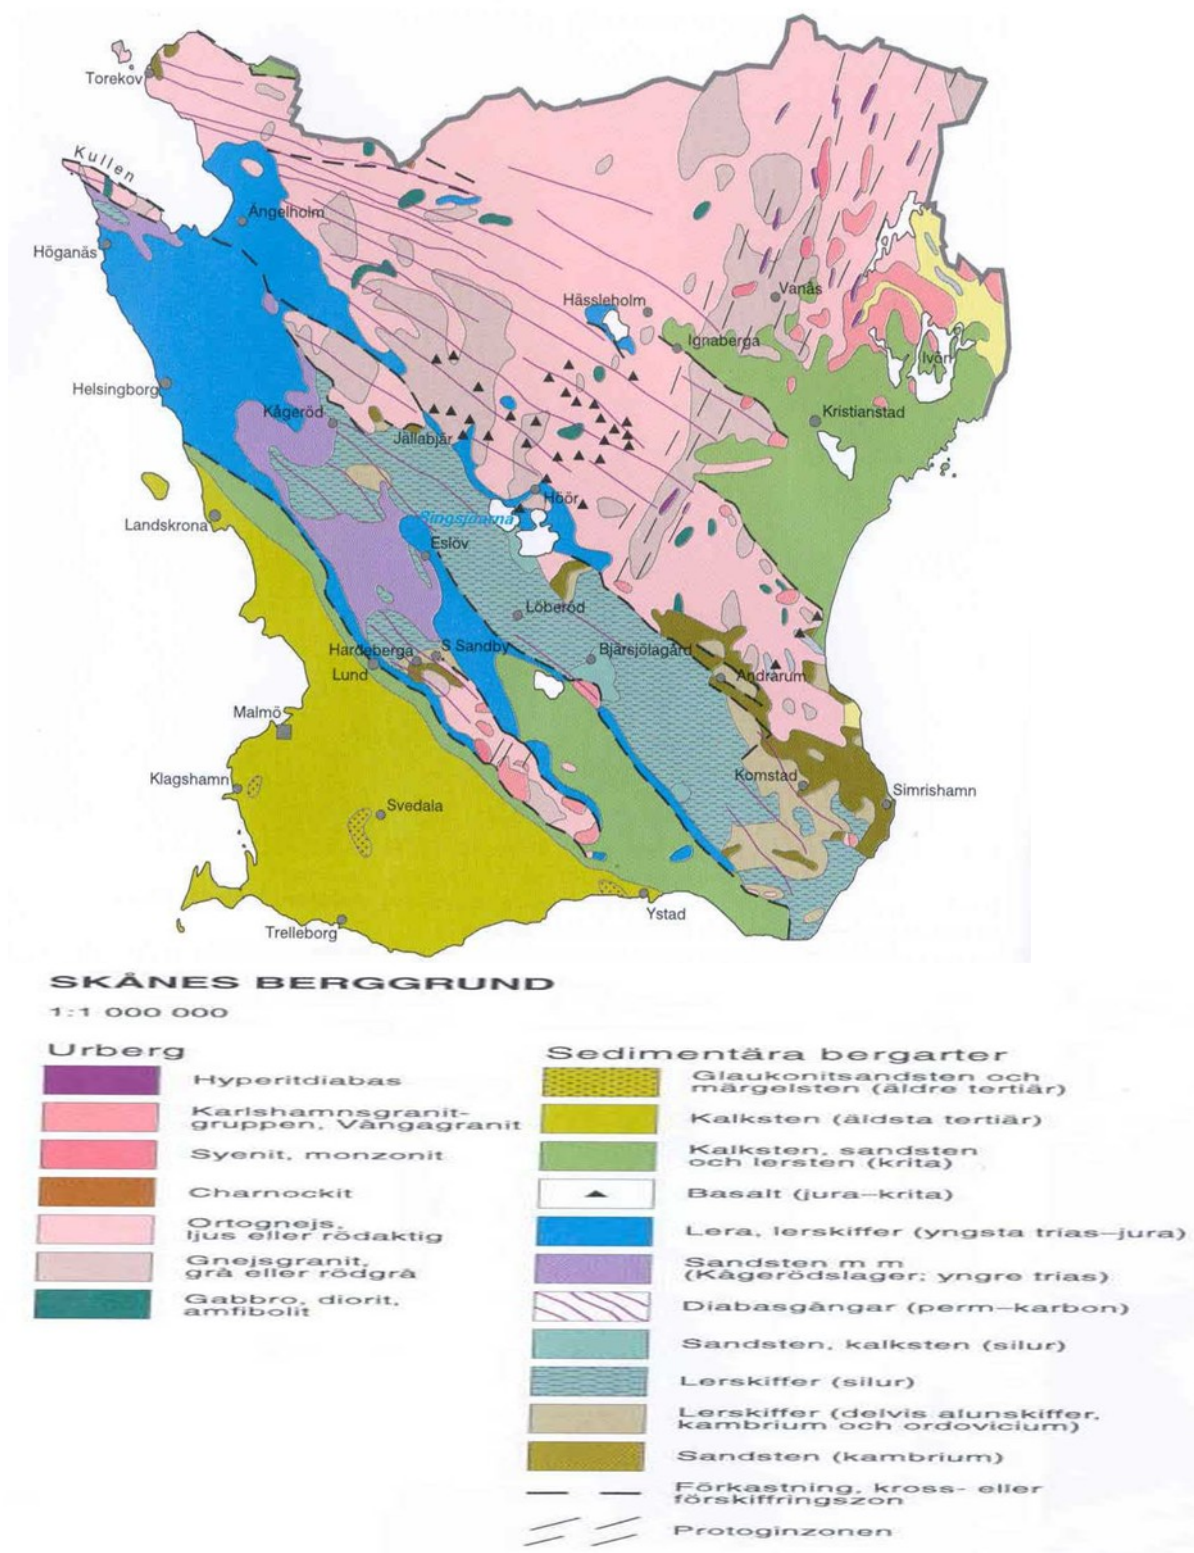 Torekov
Kullen
Ängelholm
Höganäs
Hässleholm
Vanås
Ignaberga
Ivön
Helsingborg
Kågeröd
Kristianstad
Jällabjär
Höör
Ringsjöarna
Landskrona
Eslöv
Löberöd
Hardeberga
S Sandby
Bjärsjölagård
Lund
Andrarum
Malmö
Klagshamn
Komstad
Simrishamn
Svedala
Ystad
Trelleborg
SKÅNES BERGGRUND
1:1 000 000
Urberg
Hyperitdiabas
Karlshamnsgranit-
gruppen, Vångagranit
Syenit, monzonit
Charnockit
Ortognejs,
ljus eller rödaktig
Gnejsgranit,
grå eller rödgrå
Gabbro, diorit,
amfibolit
Sedimentära bergarter
Glaukonitsandsten och
märgelsten (äldre tertiär)
Kalksten (äldsta tertiär)
Kalksten, sandsten
och lersten (krita)
Basalt (jura–krita)
Lera, lerskiffer (yngsta trias–jura)
Sandsten m m
(Kågerödslager; yngre trias)
Diabasgångar (perm–karbon)
Sandsten, kalksten (silur)
Lerskiffer (silur)
Lerskiffer (delvis alunskiffer,
kambrium och ordovicium)
Sandsten (kambrium)
Förkastning, kross- eller
förskiffringszon
Protoginzonen